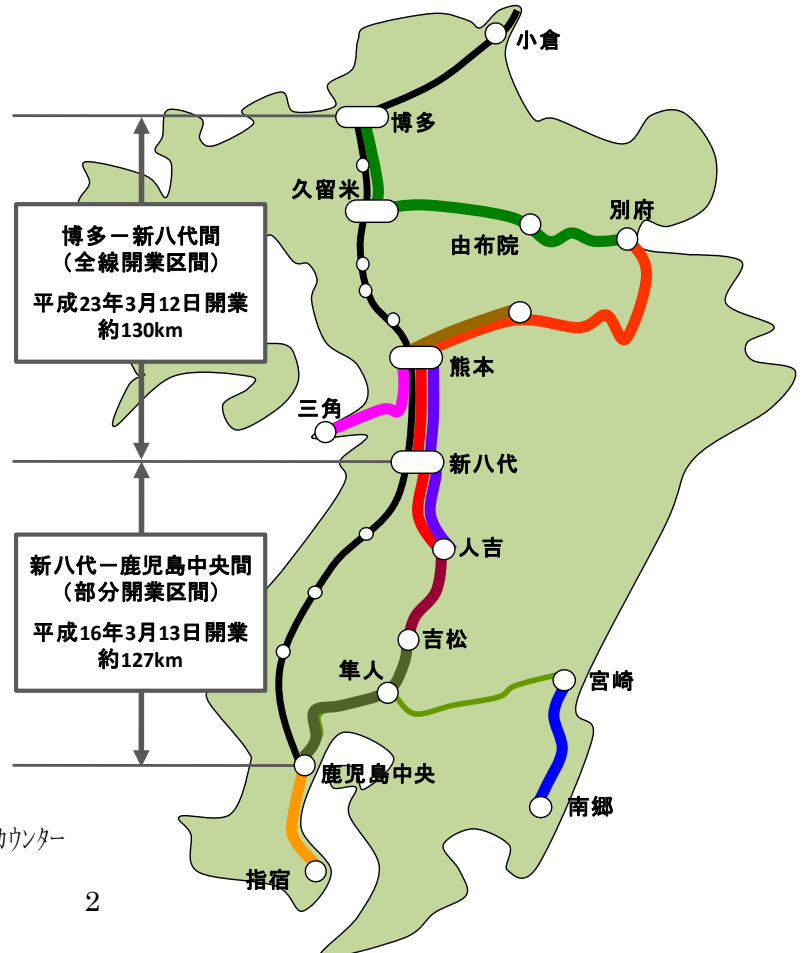 小倉
博多
久留米
別府
由布院
博多－新八代間
（全線開業区間）
平成23年3月12日開業
約130km
熊本
三角
新八代
人吉
新八代－鹿児島中央間
（部分開業区間）
平成16年3月13日開業
約127km
吉松
隼人
宮崎
鹿児島中央
南郷
カウンター
指宿
2